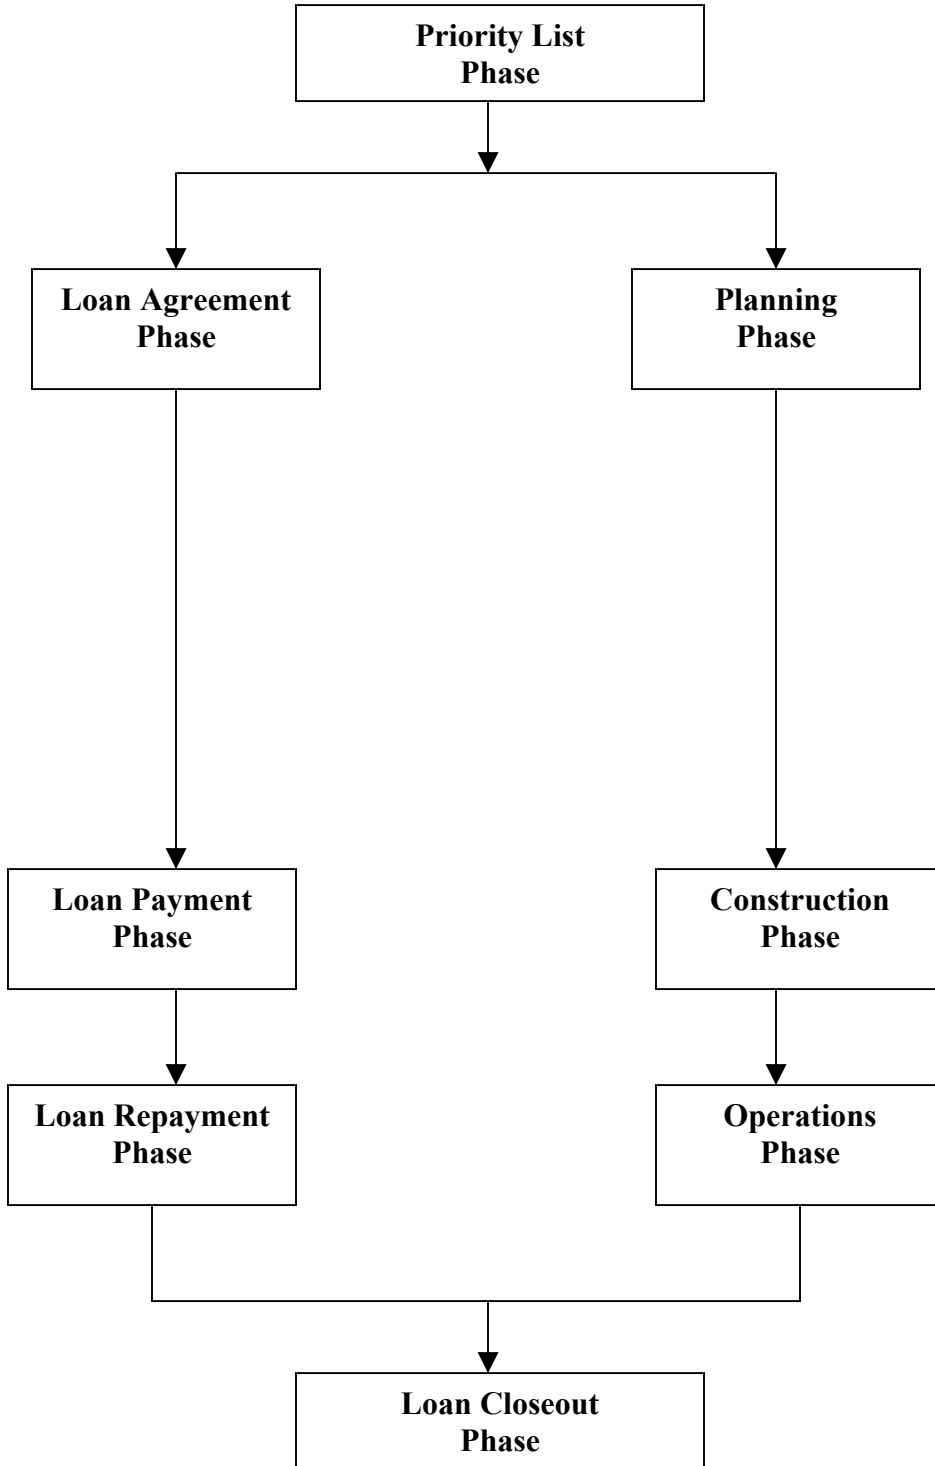 Priority List
Phase
Loan Agreement
Phase
Planning
Phase
Loan Payment
Phase
Construction
Phase
Loan Repayment
Phase
Operations
Phase
Loan Closeout
Phase